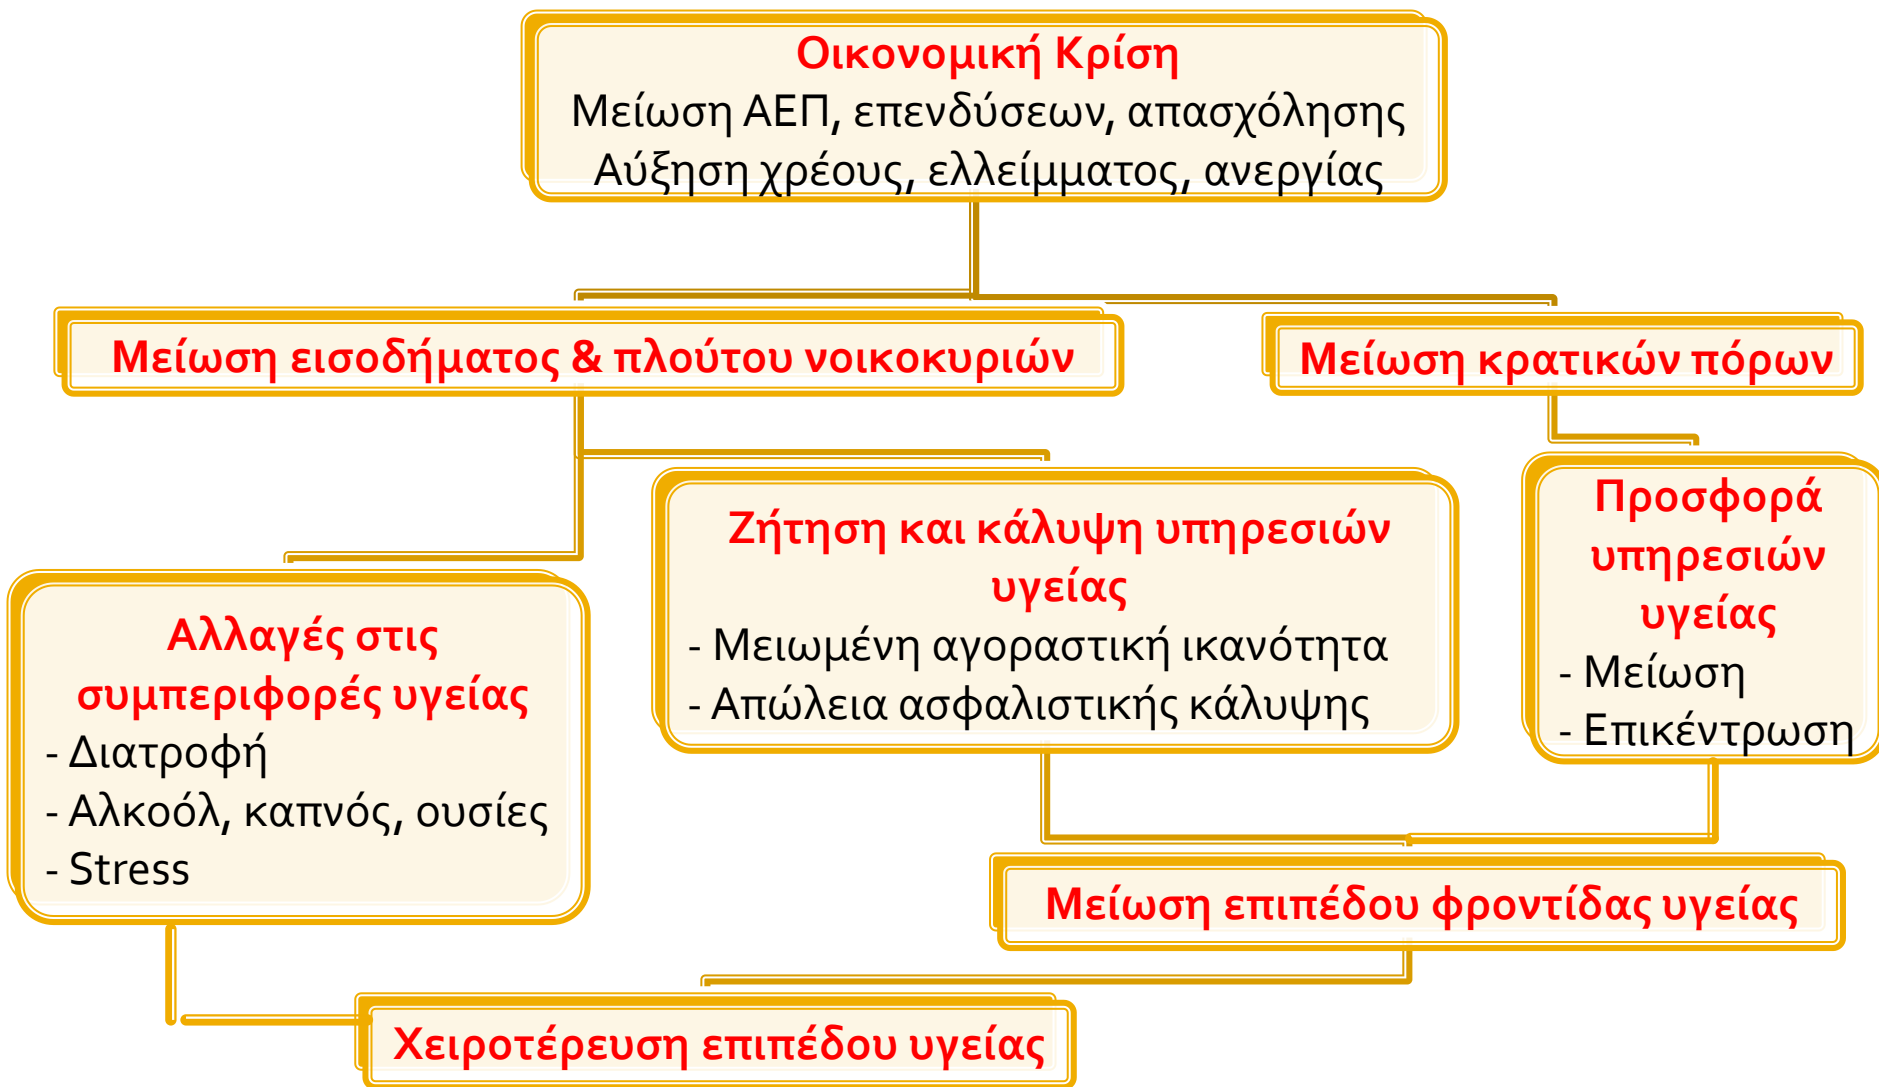 Οικονομική Κρίση
Μείωση ΑΕΠ, επενδύσεων, απασχόλησης
Αύξηση χρέους, ελλείμματος, ανεργίας
Μείωση εισοδήματος & πλούτου νοικοκυριών
Μείωση κρατικών πόρων
Αλλαγές στις
συμπεριφορές υγείας
- Διατροφή
- Αλκοόλ, καπνός, ουσίες
- Stress
Ζήτηση και κάλυψη υπηρεσιών
υγείας
- Μειωμένη αγοραστική ικανότητα
- Απώλεια ασφαλιστικής κάλυψης
Προσφορά
υπηρεσιών
υγείας
- Μείωση
- Επικέντρωση
Μείωση επιπέδου φροντίδας υγείας
Χειροτέρευση επιπέδου υγείας